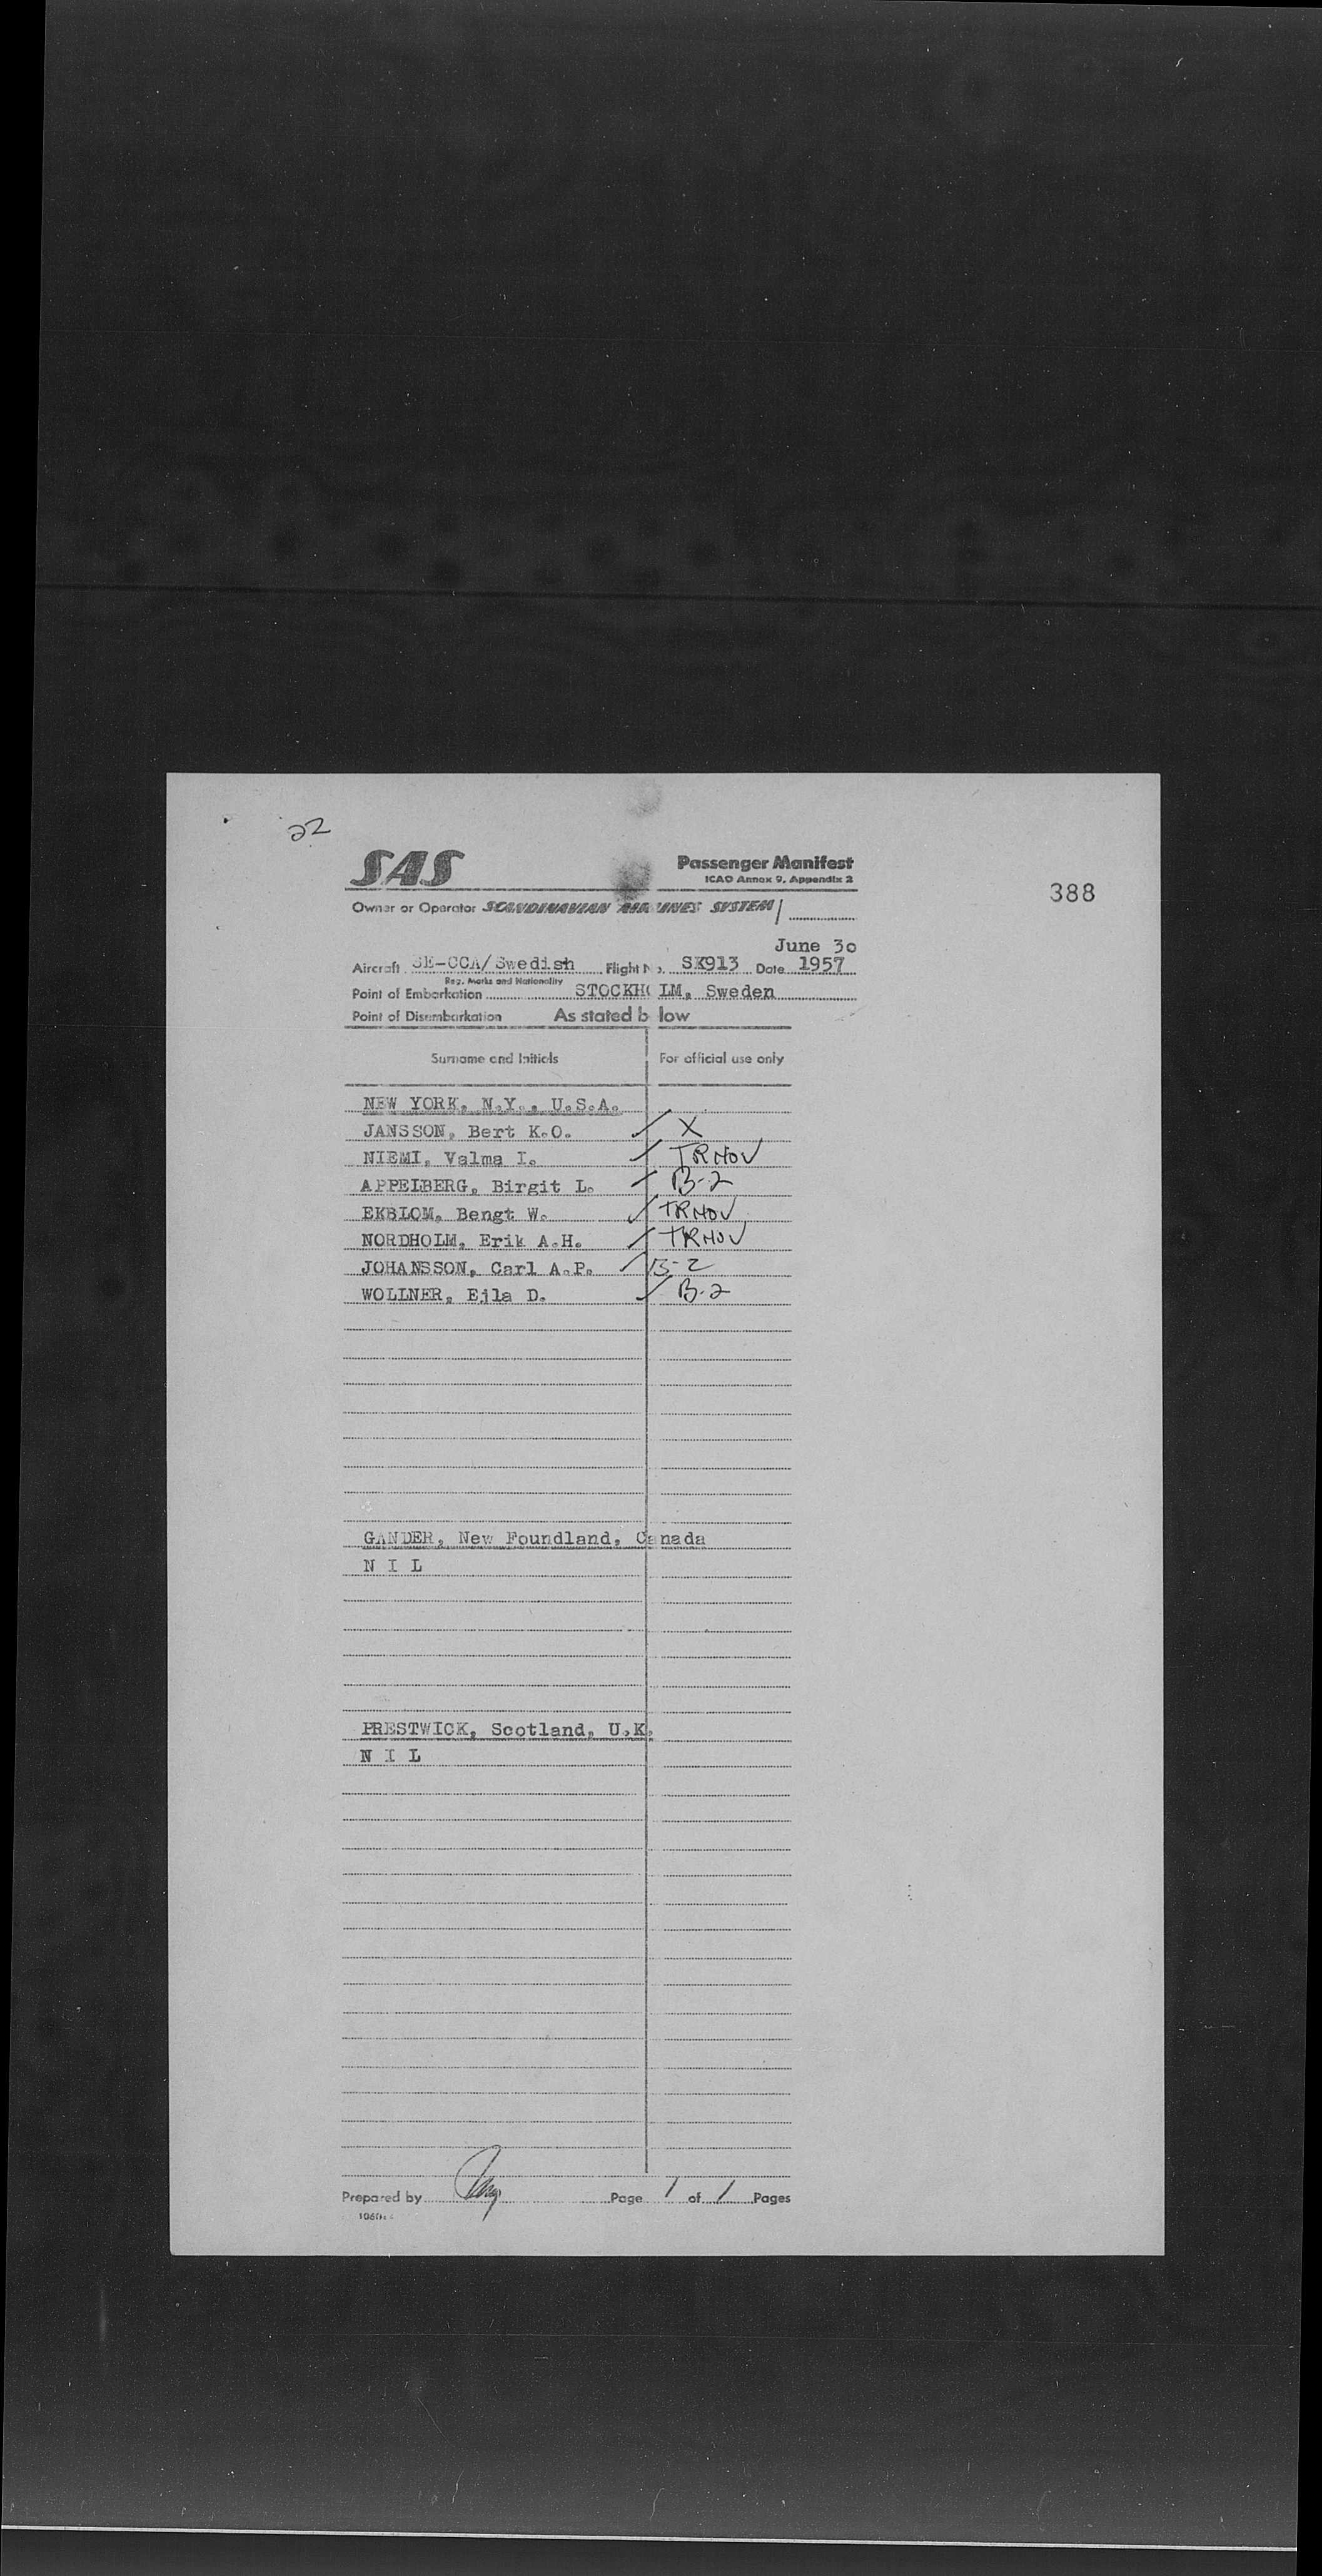 22
SAS
Passenger Manifest
ICAO Annex 9, Appendix 2
388
Owner or Operator SCANDINAVIAN AIRLINES SYSTEM
June 30
Aircraft SE-CCA/Swedish Flight No. SK913 Date 1957
Reg. Marks and Nationality
Point of Embarkation STOCKHOLM, Sweden
Point of Disembarkation As stated below
Surname and Initials For official use only
NEW YORK, N.Y., U.S.A.
JANSSON, Bert K.O. ✓ X
NIEMI, Valma I. ✓ TRNOV
APPELBERG, Birgit L. ✓ B-2
EKBLOM, Bengt W. ✓ TRNOV
NORDHOLM, Erik A.H. ✓ TRNOV
JOHANSSON, Carl A.P. ✓ B-2
WOLLNER, Ejla D. ✓ B-2
GANDER, New Foundland, Canada
N I L
PRESTWICK, Scotland, U.K.
N I L
Prepared by Page 1 of 1 Pages